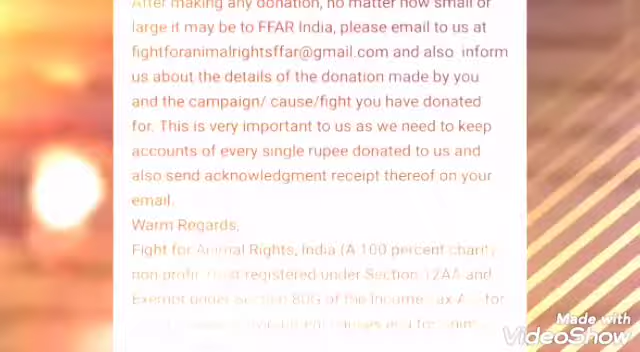 After making any donation, no matter how small or
large it may be to FFAR India, please email to us at
fightforanimalrightsffar@gmail.com and also inform
us about the details of the donation made by you
and the campaign/ cause/fight you have donated
for. This is very important to us as we need to keep
accounts of every single rupee donated to us and
also send acknowledgment receipt thereof on your
email.
Warm Regards,
Fight for Animal Rights, India (A 100 percent charity
non profit trust registered under Section 12AA and
Exempt under Section 80G of the Income Tax Act for
Made with
VideoShow